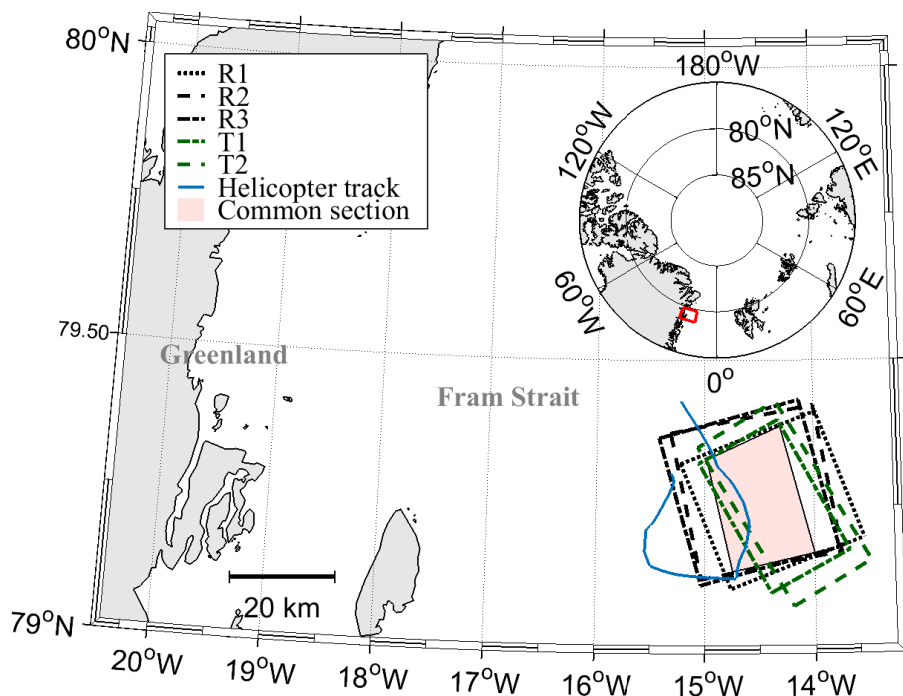 80°N
R1
R2
R3
T1
T2
Helicopter track
Common section
180°W
120°W
80°N
120°E
85°N
60°W
60°E
0°
79.50
Greenland
Fram Strait
20 km
79°N
20°W
19°W
18°W
17°W
16°W
15°W
14°W